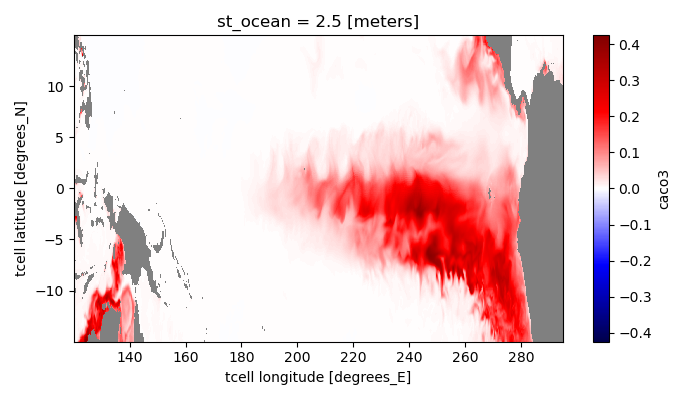 st_ocean = 2.5 [meters]
10
5
0
−5
−10
tcell latitude [degrees_N]
140 160 180 200 220 240 260 280
tcell longitude [degrees_E]
0.4
0.3
0.2
0.1
0.0
−0.1
−0.2
−0.3
−0.4
caco3